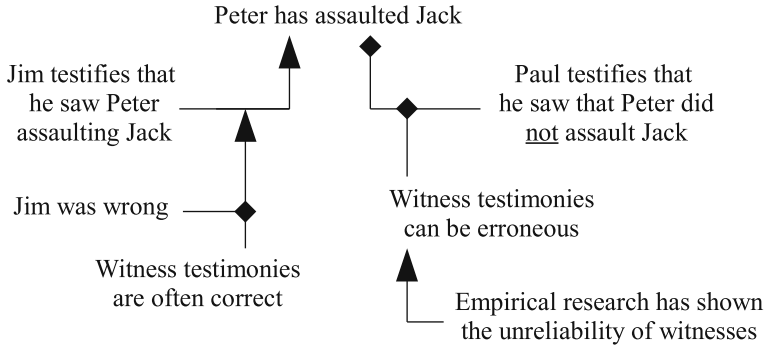 Peter has assaulted Jack
Jim testifies that
he saw Peter
assaulting Jack
Paul testifies that
he saw that Peter did
not assault Jack
Jim was wrong
Witness testimonies
can be erroneous
Witness testimonies
are often correct
Empirical research has shown
the unreliability of witnesses